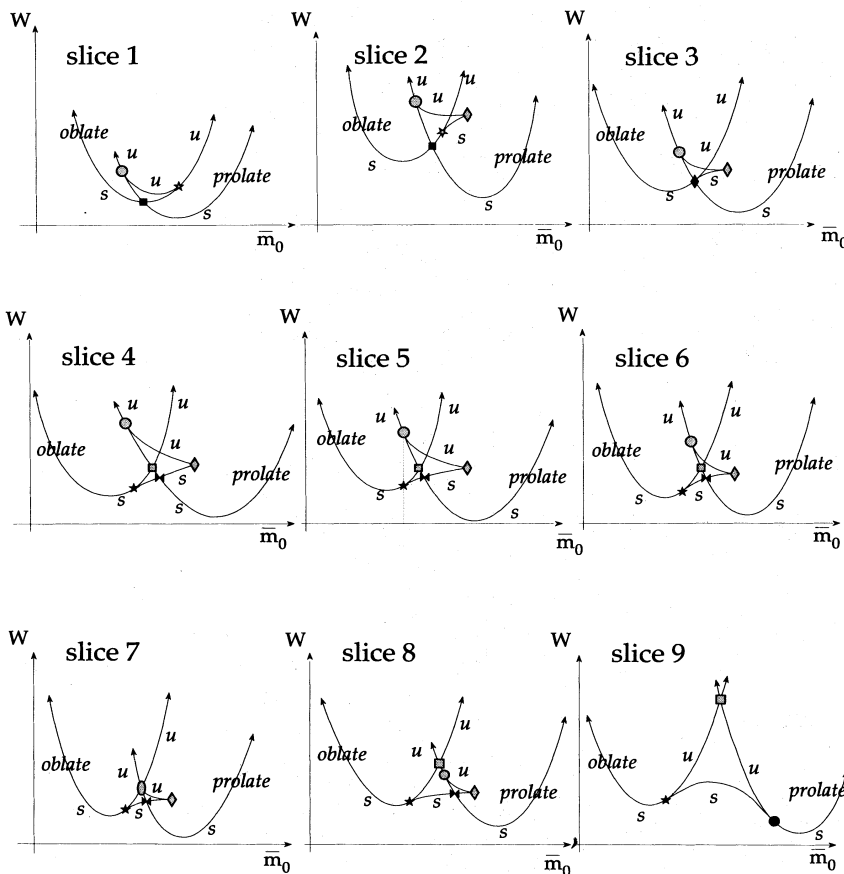 W
slice 1
oblate
u
u
u
s
prolate
s
m̅₀
W
slice 2
u
u
u
oblate
s
s
prolate
s
m̅₀
W
slice 3
u
u
oblate
s
s
prolate
s
m̅₀
W
slice 4
u
u
u
oblate
s
prolate
s
s
m̅₀
W
slice 5
u
u
u
oblate
s
prolate
s
s
m̅₀
W
slice 6
u
u
u
oblate
prolate
s
s
s
m̅₀
W
slice 7
u
u
u
oblate
prolate
s
s
s
m̅₀
W
slice 8
u
u
u
oblate
prolate
s
s
s
m̅₀
W
slice 9
u
u
oblate
prolate
s
s
s
m̅₀